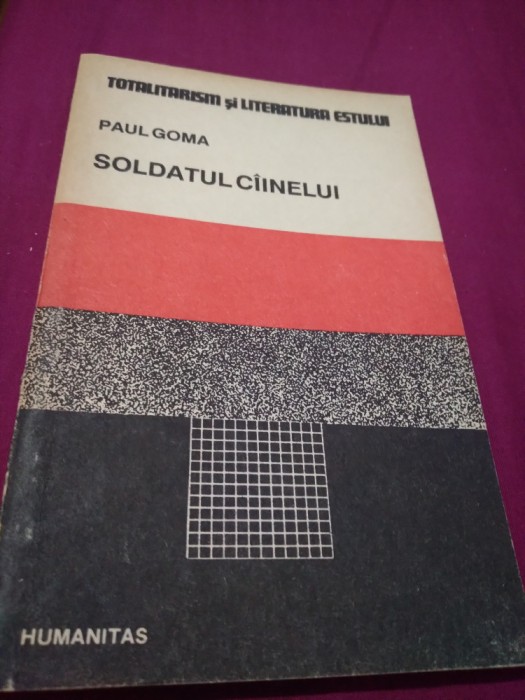 TOTALITARISM şi LITERATURA ESTULUI
PAUL GOMA
SOLDATUL CÎINELUI
HUMANITAS